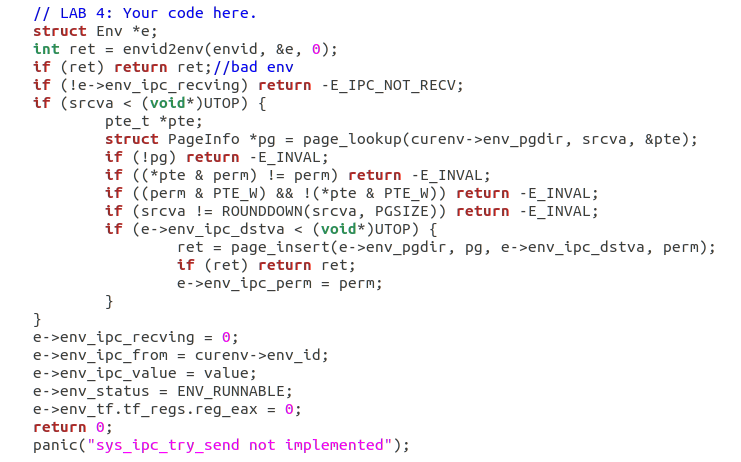 // LAB 4: Your code here.
struct Env *e;
int ret = envid2env(envid, &e, 0);
if (ret) return ret;//bad env
if (!e->env_ipc_recving) return -E_IPC_NOT_RECV;
if (srcva < (void*)UTOP) {
pte_t *pte;
struct PageInfo *pg = page_lookup(curenv->env_pgdir, srcva, &pte);
if (!pg) return -E_INVAL;
if ((*pte & perm) != perm) return -E_INVAL;
if ((perm & PTE_W) && !(*pte & PTE_W)) return -E_INVAL;
if (srcva != ROUNDDOWN(srcva, PGSIZE)) return -E_INVAL;
if (e->env_ipc_dstva < (void*)UTOP) {
ret = page_insert(e->env_pgdir, pg, e->env_ipc_dstva, perm);
if (ret) return ret;
e->env_ipc_perm = perm;
}
}
e->env_ipc_recving = 0;
e->env_ipc_from = curenv->env_id;
e->env_ipc_value = value;
e->env_status = ENV_RUNNABLE;
e->env_tf.tf_regs.reg_eax = 0;
return 0;
panic("sys_ipc_try_send not implemented");